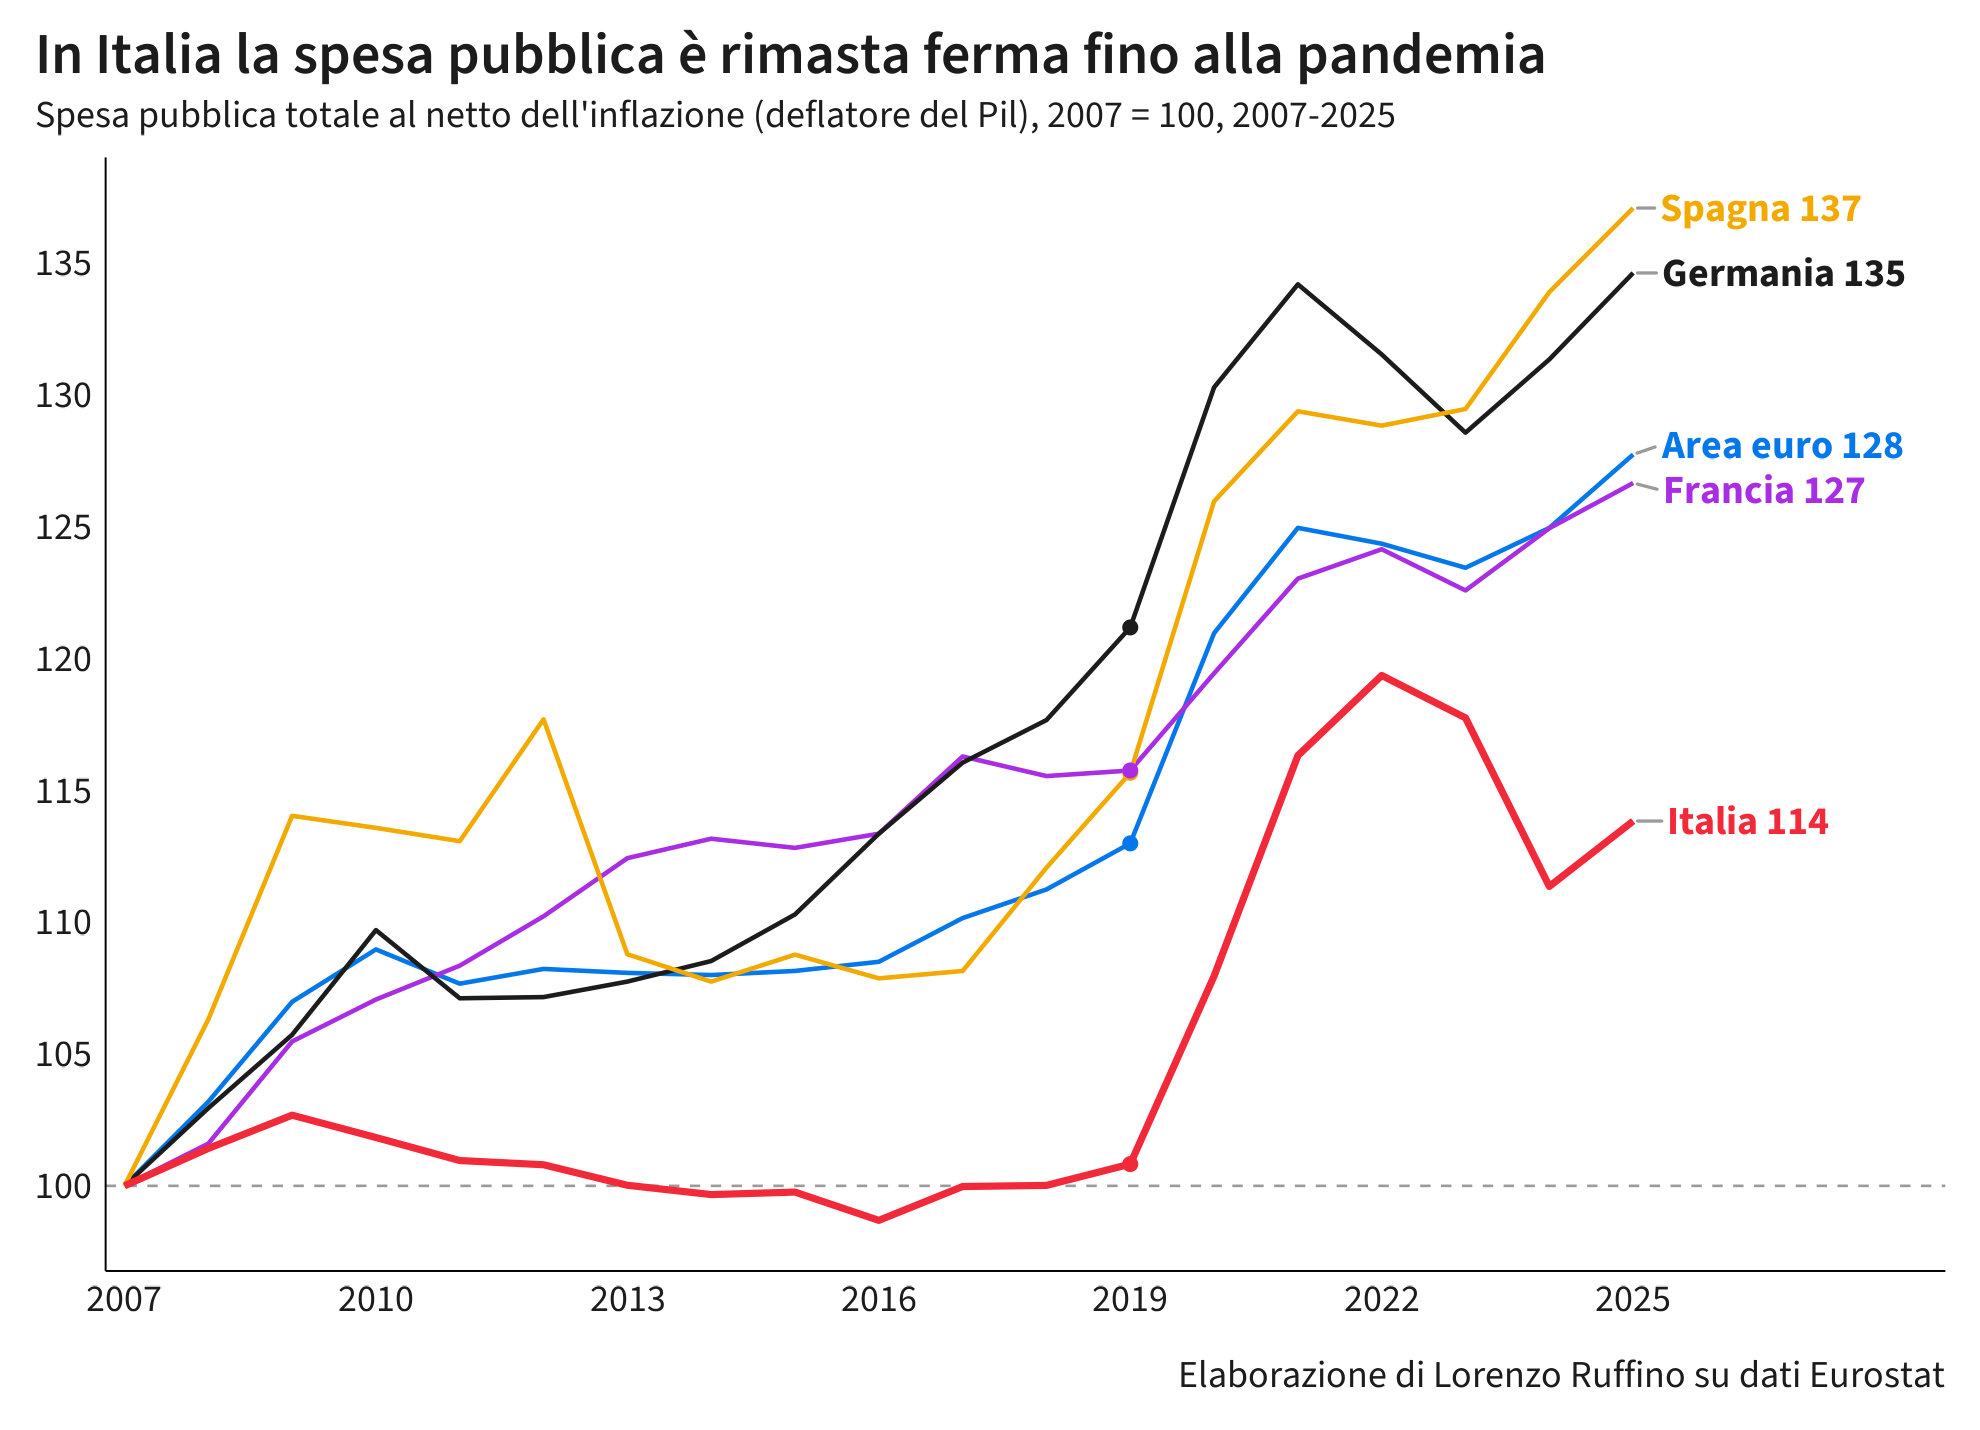 In Italia la spesa pubblica è rimasta ferma fino alla pandemia
Spesa pubblica totale al netto dell'inflazione (deflatore del Pil), 2007 = 100, 2007-2025
Spagna 137
135
Germania 135
130
Area euro 128
Francia 127
125
120
115
Italia 114
110
105
100
2007 2010 2013 2016 2019 2022 2025
Elaborazione di Lorenzo Ruffino su dati Eurostat